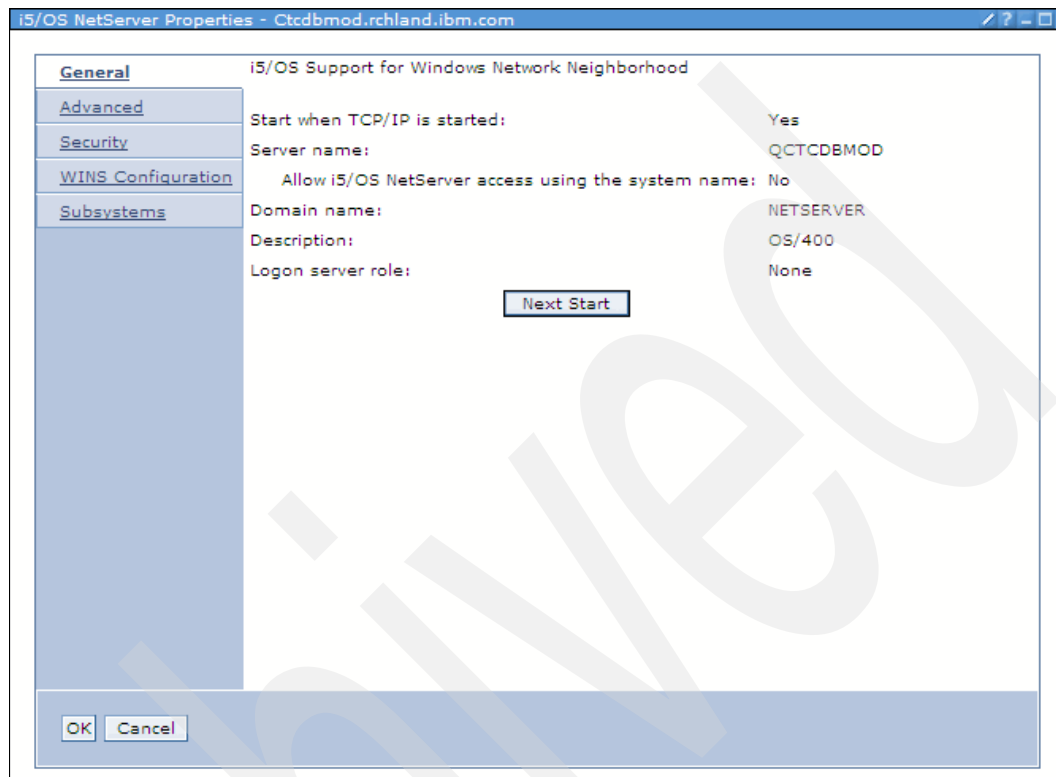 i5/OS NetServer Properties - Ctcdbmod.rchland.ibm.com
General
Advanced
Security
WINS Configuration
Subsystems
i5/OS Support for Windows Network Neighborhood
Start when TCP/IP is started: Yes
Server name: QCTCDBMOD
Allow i5/OS NetServer access using the system name: No
Domain name: NETSERVER
Description: OS/400
Logon server role: None
Next Start
OK Cancel